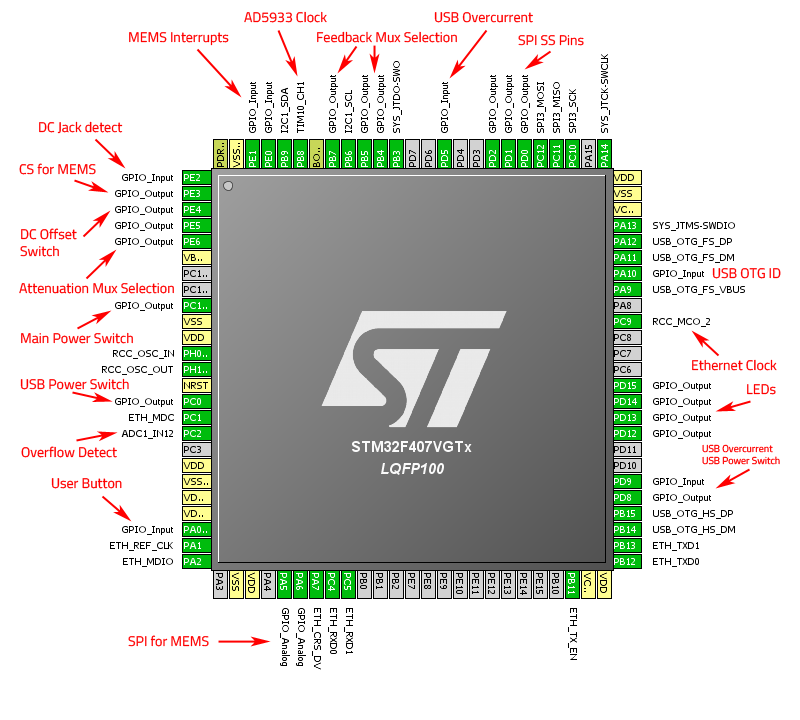 AD5933 Clock
USB Overcurrent
MEMS Interrupts
Feedback Mux Selection
SPI SS Pins
GPIO_Input
GPIO_Input
I2C1_SDA
TIM10_CH1
GPIO_Output
I2C1_SCL
GPIO_Output
GPIO_Output
SYS_JTDO-SWO
GPIO_Input
GPIO_Output
GPIO_Output
GPIO_Output
SPI3_MOSI
SPI3_MISO
SPI3_SCK
SYS_JTCK-SWCLK
PDR..
VSS..
PE1
PE0
PB9
PB8
BO..
PB7
PB6
PB5
PB4
PB3
PD7
PD6
PD5
PD4
PD3
PD2
PD1
PD0
PC12
PC11
PC10
PA15
PA14
DC Jack detect
GPIO_Input PE2
CS for MEMS
GPIO_Output PE3
GPIO_Output PE4
DC Offset
Switch
GPIO_Output PE5
GPIO_Output PE6
VB..
PC1..
Attenuation Mux Selection
PC1..
GPIO_Output PC1..
VSS
Main Power Switch
VDD
RCC_OSC_IN PH0..
RCC_OSC_OUT PH1..
USB Power Switch
NRST
GPIO_Output PC0
ETH_MDC PC1
ADC1_IN12 PC2
Overflow Detect
PC3
VDD
VSS..
User Button
VD..
VD..
GPIO_Input PA0..
ETH_REF_CLK PA1
ETH_MDIO PA2
STM32F407VGTx
LQFP100
VDD
VSS
VC..
PA13 SYS_JTMS-SWDIO
PA12 USB_OTG_FS_DP
PA11 USB_OTG_FS_DM
PA10 GPIO_Input USB OTG ID
PA9 USB_OTG_FS_VBUS
PA8
PC9 RCC_MCO_2
PC8
PC7
Ethernet Clock
PC6
PD15 GPIO_Output
LEDs
PD14 GPIO_Output
PD13 GPIO_Output
PD12 GPIO_Output
PD11
USB Overcurrent
USB Power Switch
PD10
PD9 GPIO_Input
PD8 GPIO_Output
PB15 USB_OTG_HS_DP
PB14 USB_OTG_HS_DM
PB13 ETH_TXD1
PB12 ETH_TXD0
PA3
VSS
VDD
PA4
PA5
PA6
PA7
PC4
PC5
PB0
PB1
PB2
PE7
PE8
PE9
PE10
PE11
PE12
PE13
PE14
PE15
PB10
PB11
VC..
VDD
SPI for MEMS
GPIO_Analog
GPIO_Analog
ETH_CRS_DV
ETH_RXD0
ETH_RXD1
ETH_TX_EN